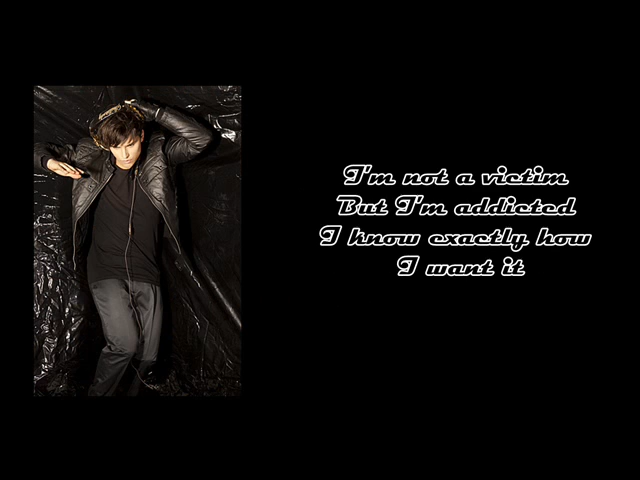 I'm not a victim
But I'm addicted
I know exactly how
I want it